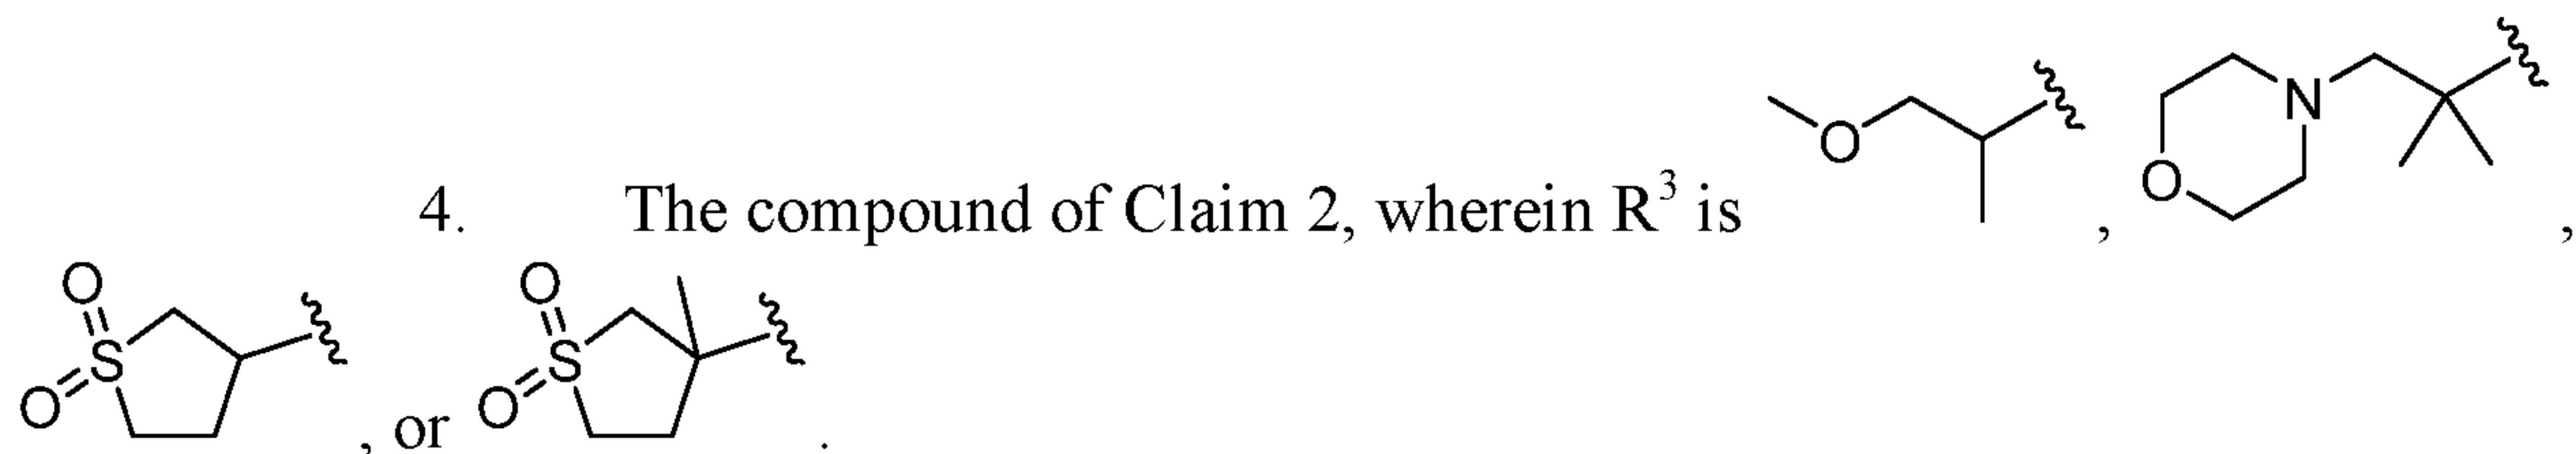 4. The compound of Claim 2, wherein R³ is O , N O ,
O S O , or O S O .